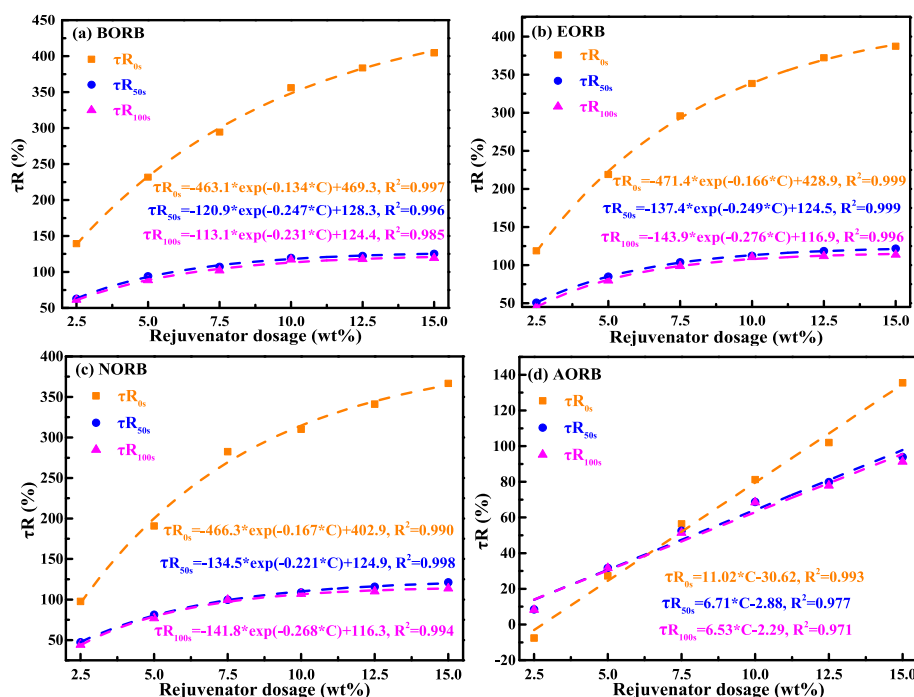 (a) BORB
τR0s
τR50s
τR100s
τR0s=-463.1*exp(-0.134*C)+469.3, R²=0.997
τR50s=-120.9*exp(-0.247*C)+128.3, R²=0.996
τR100s=-113.1*exp(-0.231*C)+124.4, R²=0.985
τR (%)
450
400
350
300
250
200
150
100
50
2.5 5.0 7.5 10.0 12.5 15.0
Rejuvenator dosage (wt%)
(b) EORB
τR0s
τR50s
τR100s
τR0s=-471.4*exp(-0.166*C)+428.9, R²=0.999
τR50s=-137.4*exp(-0.249*C)+124.5, R²=0.999
τR100s=-143.9*exp(-0.276*C)+116.9, R²=0.996
τR (%)
400
350
300
250
200
150
100
50
2.5 5.0 7.5 10.0 12.5 15.0
Rejuvenator dosage (wt%)
(c) NORB
τR0s
τR50s
τR100s
τR0s=-466.3*exp(-0.167*C)+402.9, R²=0.990
τR50s=-134.5*exp(-0.221*C)+124.9, R²=0.998
τR100s=-141.8*exp(-0.268*C)+116.3, R²=0.994
τR (%)
400
350
300
250
200
150
100
50
2.5 5.0 7.5 10.0 12.5 15.0
Rejuvenator dosage (wt%)
(d) AORB
τR0s
τR50s
τR100s
τR0s=11.02*C-30.62, R²=0.993
τR50s=6.71*C-2.88, R²=0.977
τR100s=6.53*C-2.29, R²=0.971
τR (%)
140
120
100
80
60
40
20
0
-20
2.5 5.0 7.5 10.0 12.5 15.0
Rejuvenator dosage (wt%)